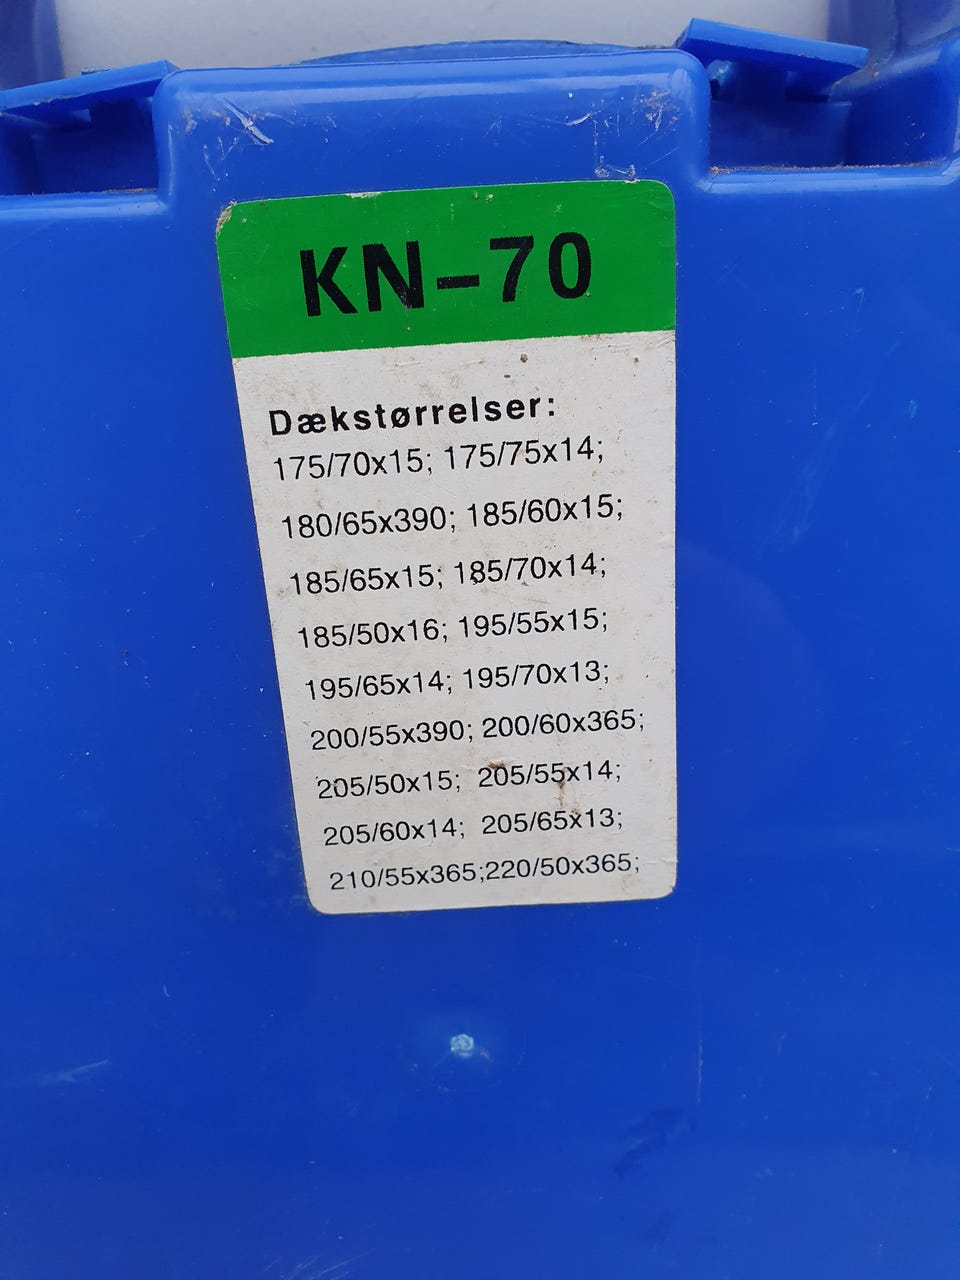 KN-70
Dækstørrelser:
175/70x15; 175/75x14;
180/65x390; 185/60x15;
185/65x15; 185/70x14;
185/50x16; 195/55x15;
195/65x14; 195/70x13;
200/55x390; 200/60x365;
205/50x15; 205/55x14;
205/60x14; 205/65x13;
210/55x365;220/50x365;